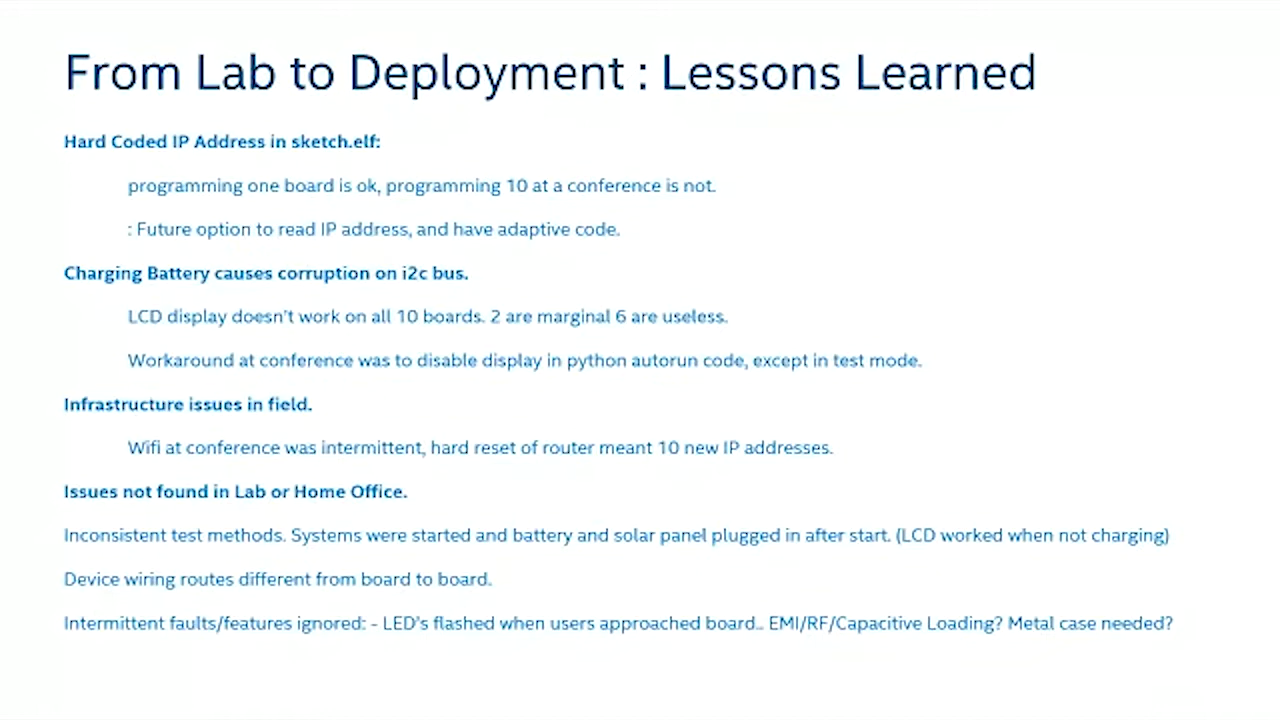 From Lab to Deployment : Lessons Learned
Hard Coded IP Address in sketch.elf:
programming one board is ok, programming 10 at a conference is not.
: Future option to read IP address, and have adaptive code.
Charging Battery causes corruption on i2c bus.
LCD display doesn't work on all 10 boards. 2 are marginal 6 are useless.
Workaround at conference was to disable display in python autorun code, except in test mode.
Infrastructure issues in field.
Wifi at conference was intermittent, hard reset of router meant 10 new IP addresses.
Issues not found in Lab or Home Office.
Inconsistent test methods. Systems were started and battery and solar panel plugged in after start. (LCD worked when not charging)
Device wiring routes different from board to board.
Intermittent faults/features ignored: - LED's flashed when users approached board.. EMI/RF/Capacitive Loading? Metal case needed?